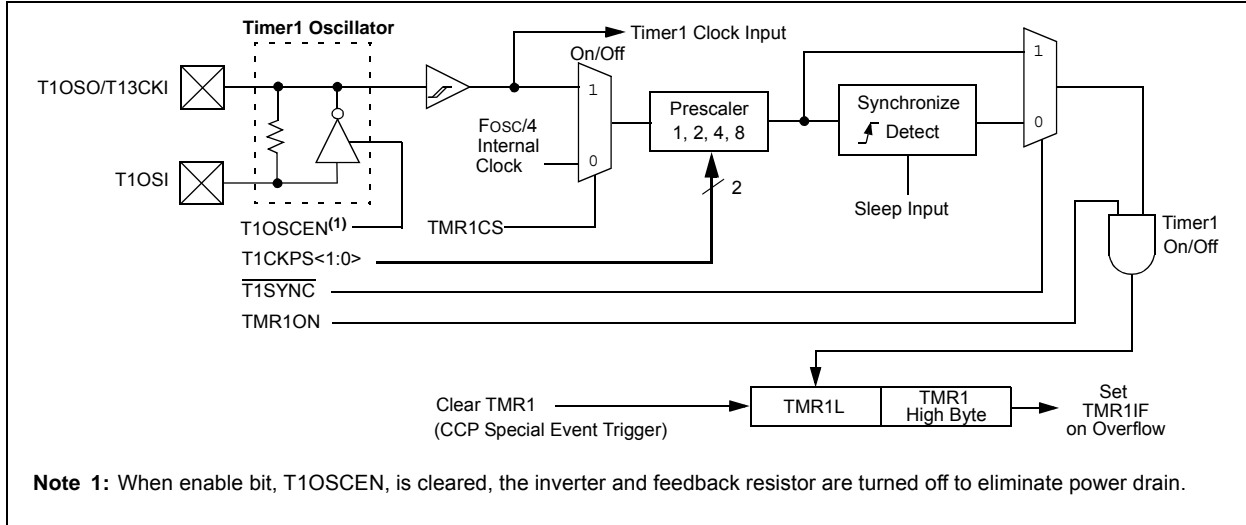 Timer1 Oscillator
Timer1 Clock Input
On/Off
T1OSO/T13CKI
1
FOSC/4
Internal
Clock
0
Prescaler
1, 2, 4, 8
Synchronize
Detect
1
0
T1OSI
2
Sleep Input
T1OSCEN(1)
TMR1CS
Timer1
On/Off
T1CKPS<1:0>
T1SYNC
TMR1ON
Clear TMR1
(CCP Special Event Trigger)
TMR1L
TMR1
High Byte
Set
TMR1IF
on Overflow
Note 1: When enable bit, T1OSCEN, is cleared, the inverter and feedback resistor are turned off to eliminate power drain.